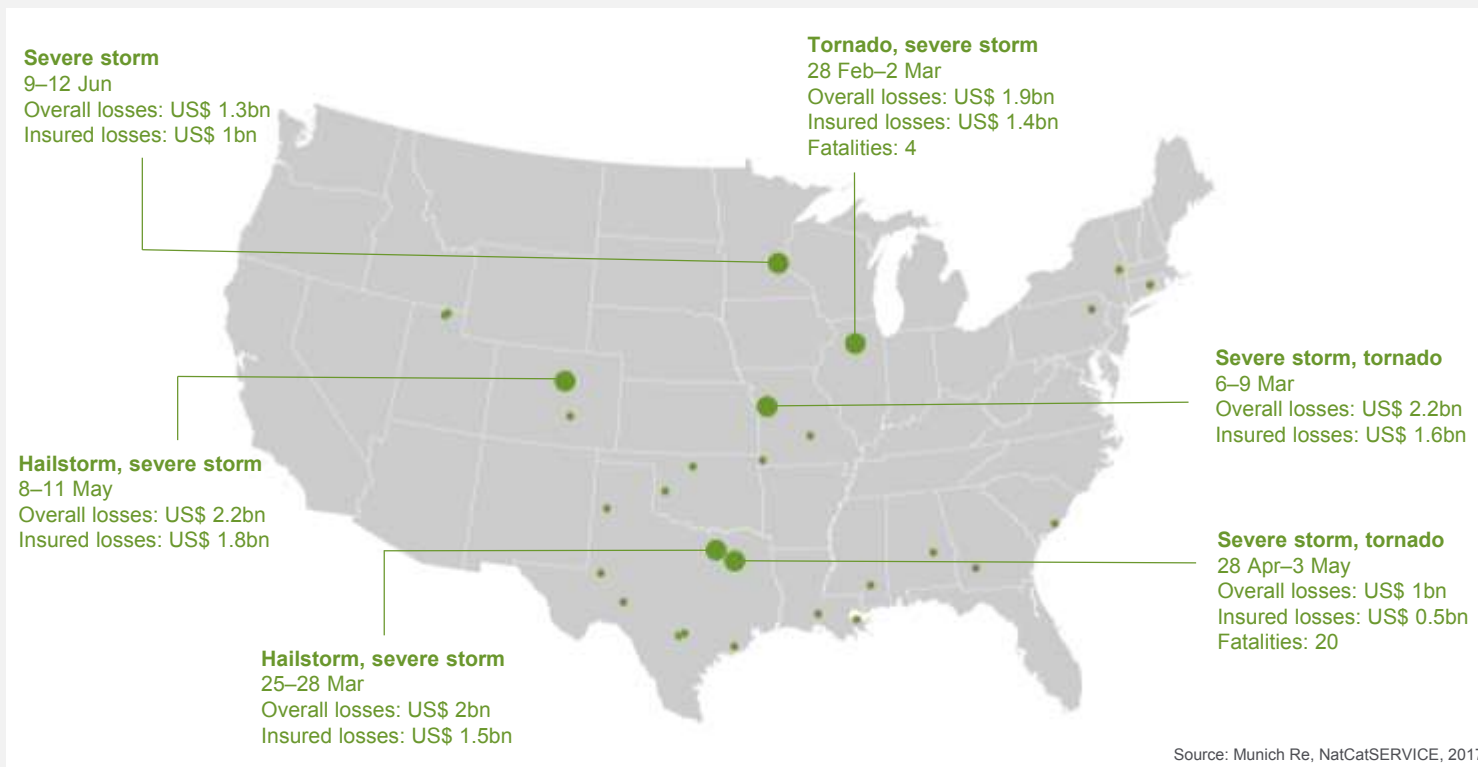 Severe storm
9–12 Jun
Overall losses: US$ 1.3bn
Insured losses: US$ 1bn
Tornado, severe storm
28 Feb–2 Mar
Overall losses: US$ 1.9bn
Insured losses: US$ 1.4bn
Fatalities: 4
Severe storm, tornado
6–9 Mar
Overall losses: US$ 2.2bn
Insured losses: US$ 1.6bn
Hailstorm, severe storm
8–11 May
Overall losses: US$ 2.2bn
Insured losses: US$ 1.8bn
Severe storm, tornado
28 Apr–3 May
Overall losses: US$ 1bn
Insured losses: US$ 0.5bn
Fatalities: 20
Hailstorm, severe storm
25–28 Mar
Overall losses: US$ 2bn
Insured losses: US$ 1.5bn
Source: Munich Re, NatCatSERVICE, 2017